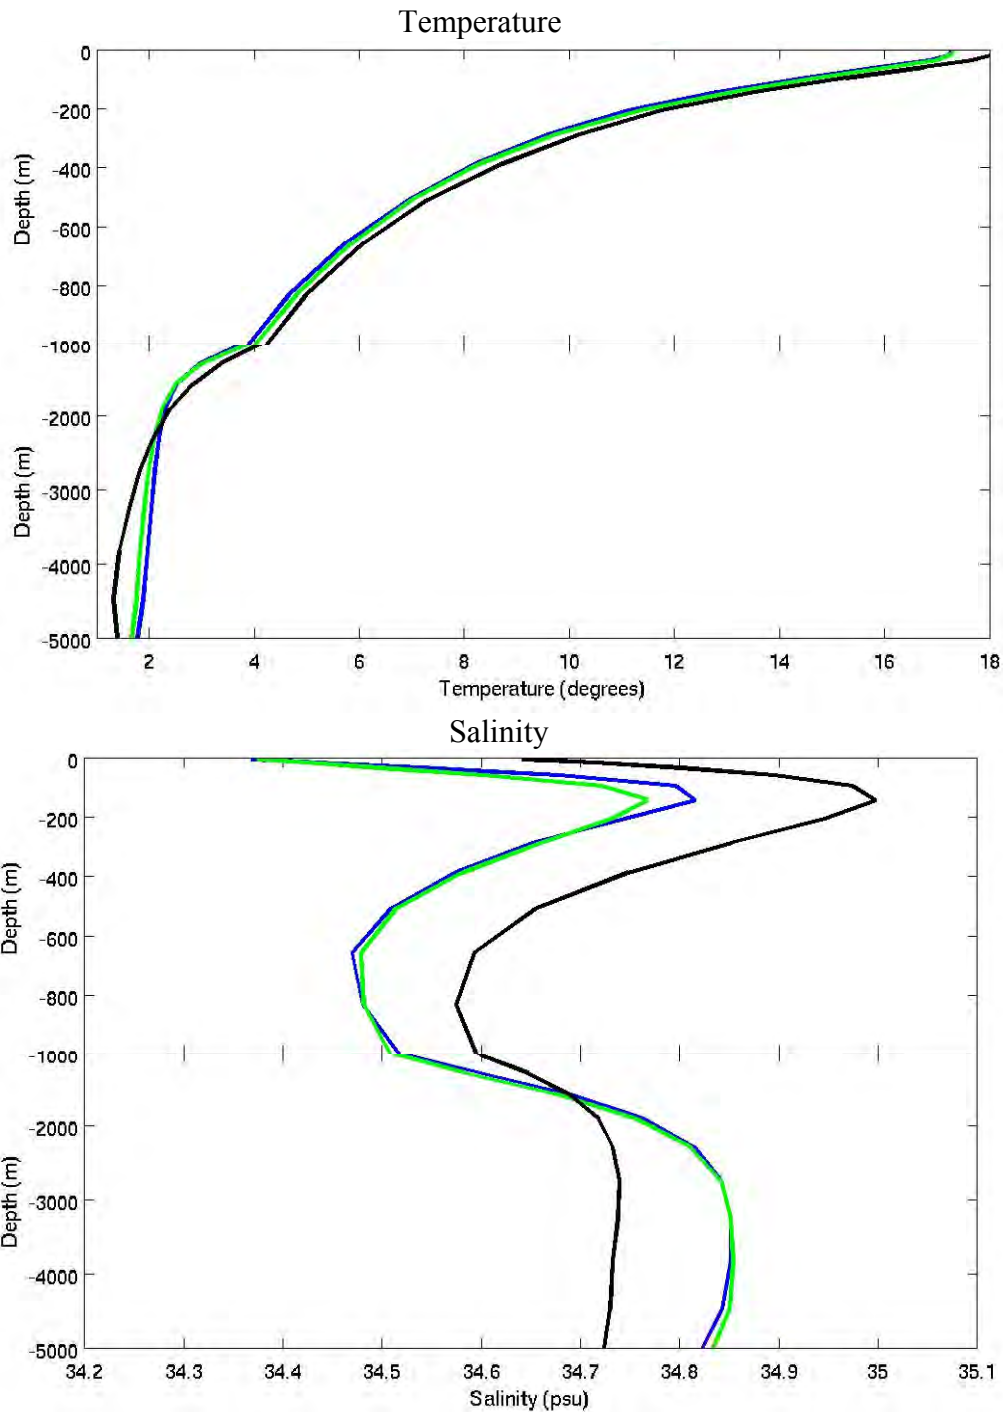 Temperature
0
-200
-400
-600
-800
-1000
Depth (m)
-2000
-3000
-4000
-5000
Depth (m)
2 4 6 8 10 12 14 16 18
Temperature (degrees)
Salinity
0
-200
-400
-600
-800
-1000
Depth (m)
-2000
-3000
-4000
-5000
Depth (m)
34.2 34.3 34.4 34.5 34.6 34.7 34.8 34.9 35 35.1
Salinity (psu)